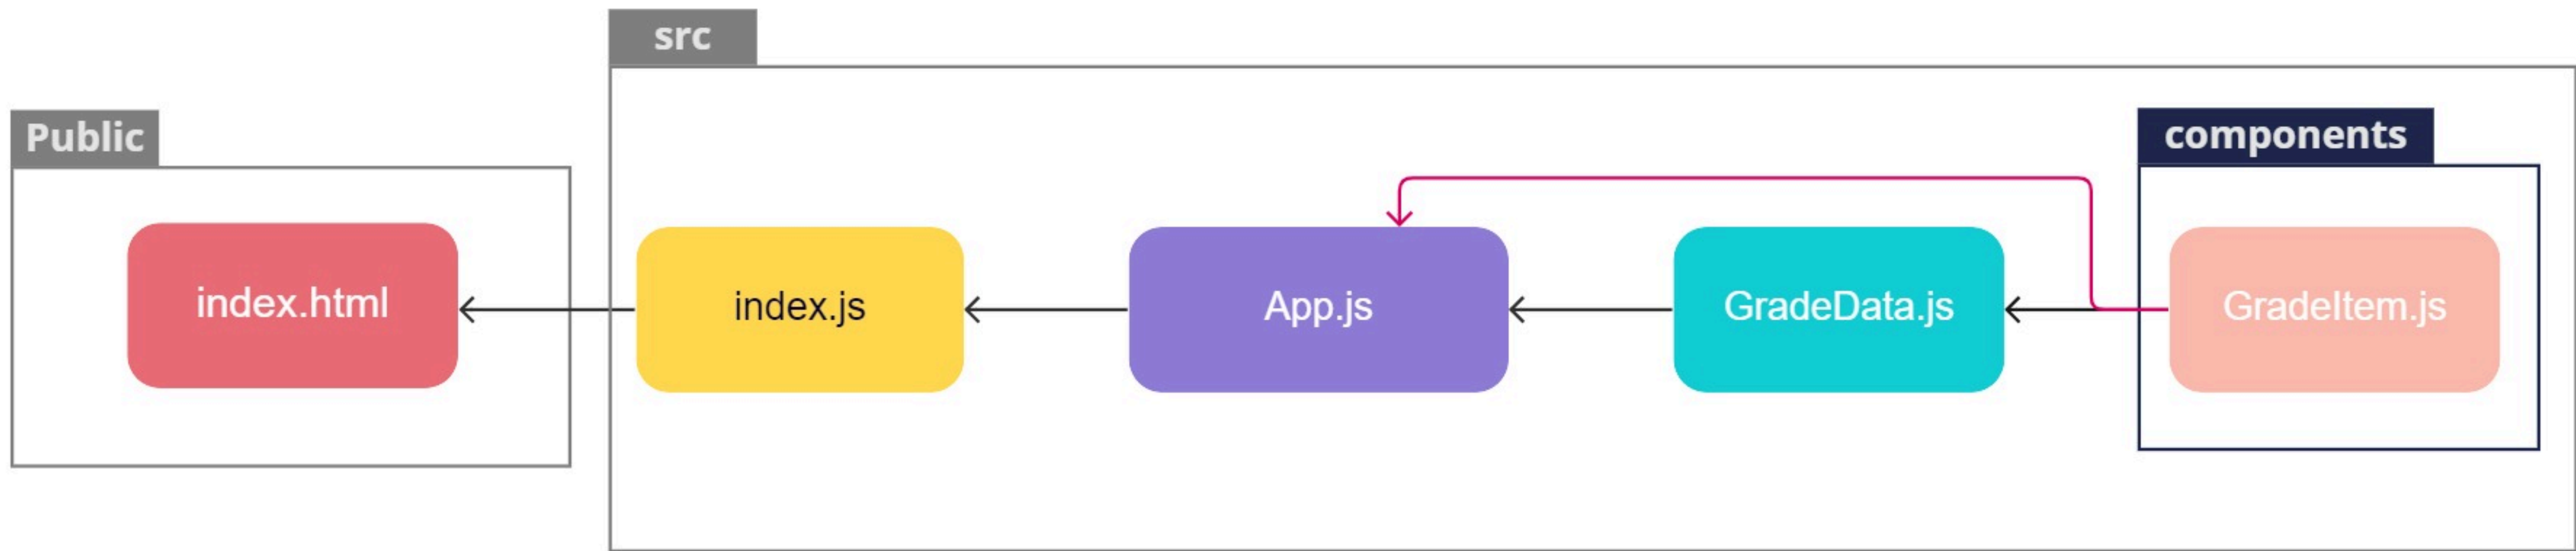 src
Public
components
index.html
index.js
App.js
GradeData.js
GradeItem.js